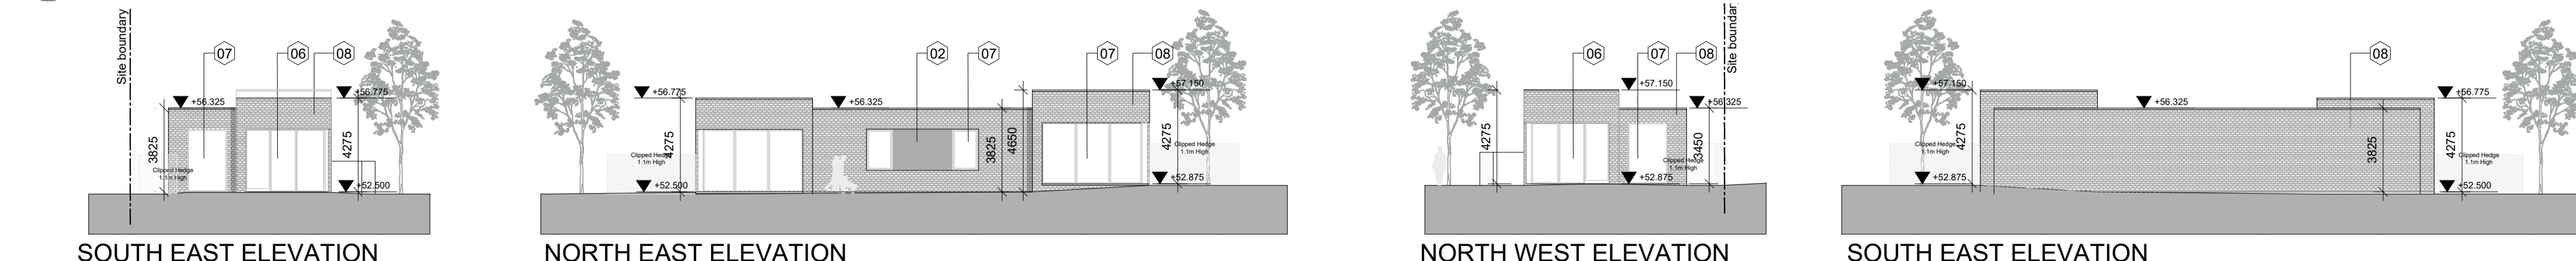 Site boundary
07
06
08
+56.325
+56.775
3825
4275
Clipped Hedge
1.1m High
+52.500
SOUTH EAST ELEVATION
02
07
07
08
+56.775
+56.325
+57.150
4275
3825
4650
4275
Clipped Hedge
1.1m High
Clipped Hedge
1.1m High
+52.500
+52.875
NORTH EAST ELEVATION
06
07
08
Site boundar
+57.150
+56.325
4275
3450
Clipped Hedge
1.1m High
+52.875
NORTH WEST ELEVATION
08
+57.150
+56.325
+56.775
4275
3825
4275
Clipped Hedge
1.1m High
Clipped Hedge
1.1m High
+52.875
+52.500
SOUTH EAST ELEVATION